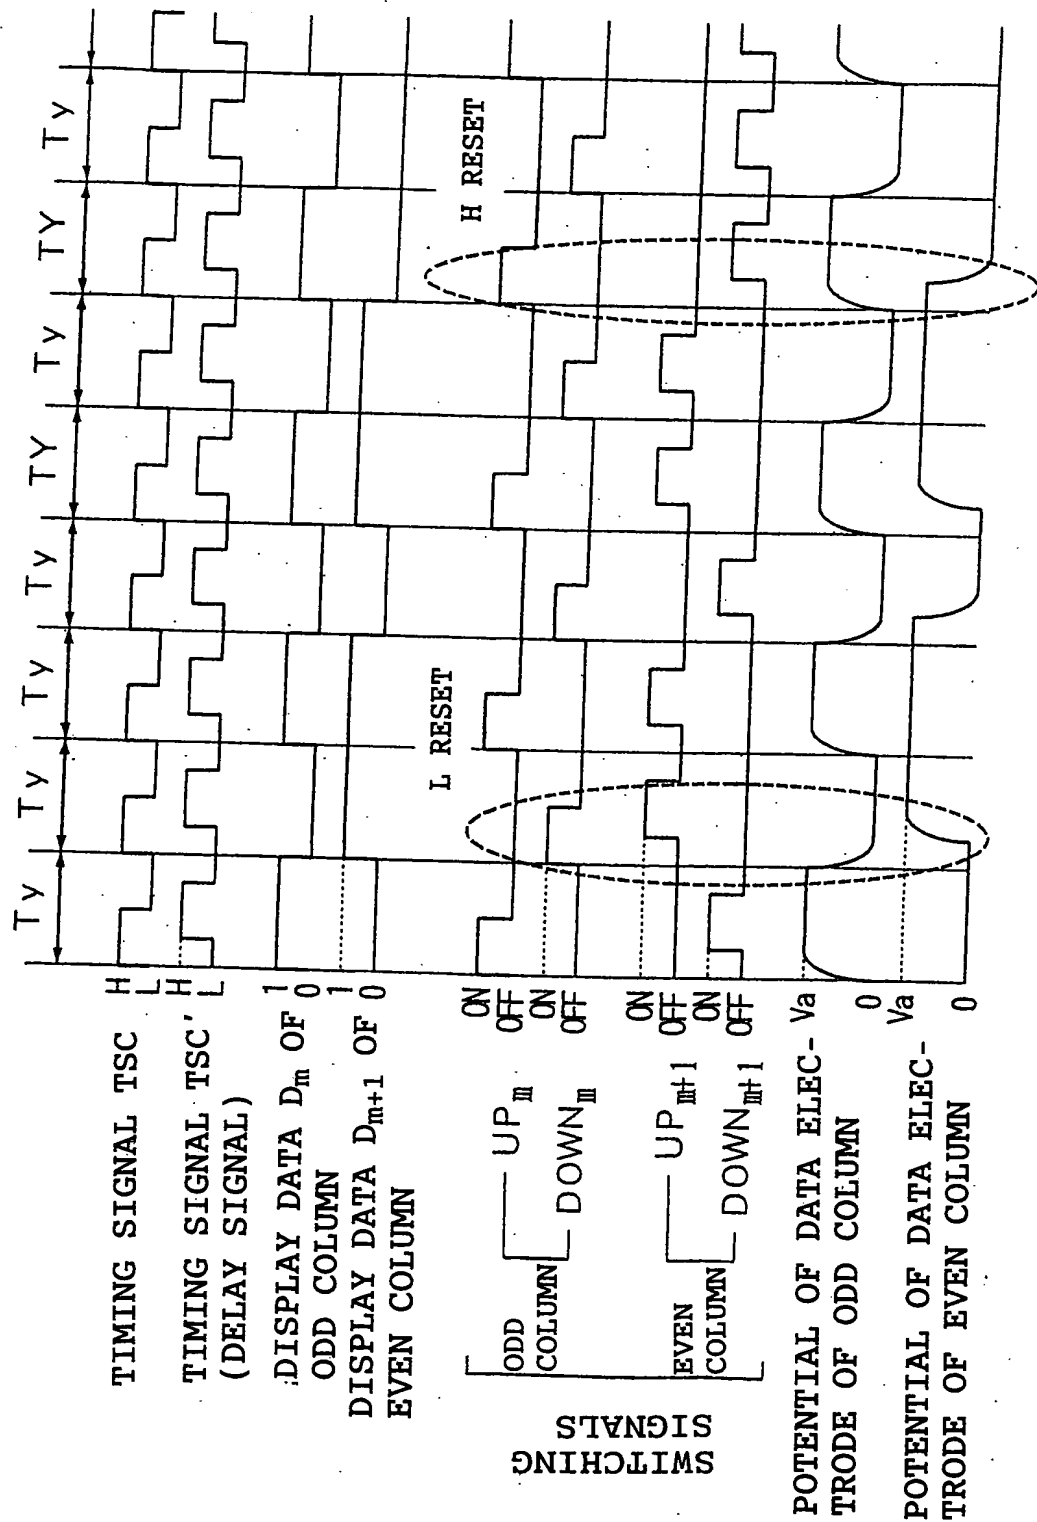 Ty Ty Ty Ty TY Ty TY Ty
TIMING SIGNAL TSC
H
L
TIMING SIGNAL TSC'
(DELAY SIGNAL)
H
L
DISPLAY DATA Dm OF
ODD COLUMN
1
0
DISPLAY DATA Dm+1 OF
EVEN COLUMN
1
0
L RESET
H RESET
SWITCHING
SIGNALS
ODD
COLUMN
UPm
ON
OFF
DOWNm
ON
OFF
EVEN
COLUMN
UPm+1
ON
OFF
DOWNm+1
ON
OFF
POTENTIAL OF DATA ELEC-
TRODE OF ODD COLUMN
Va
0
POTENTIAL OF DATA ELEC-
TRODE OF EVEN COLUMN
Va
0